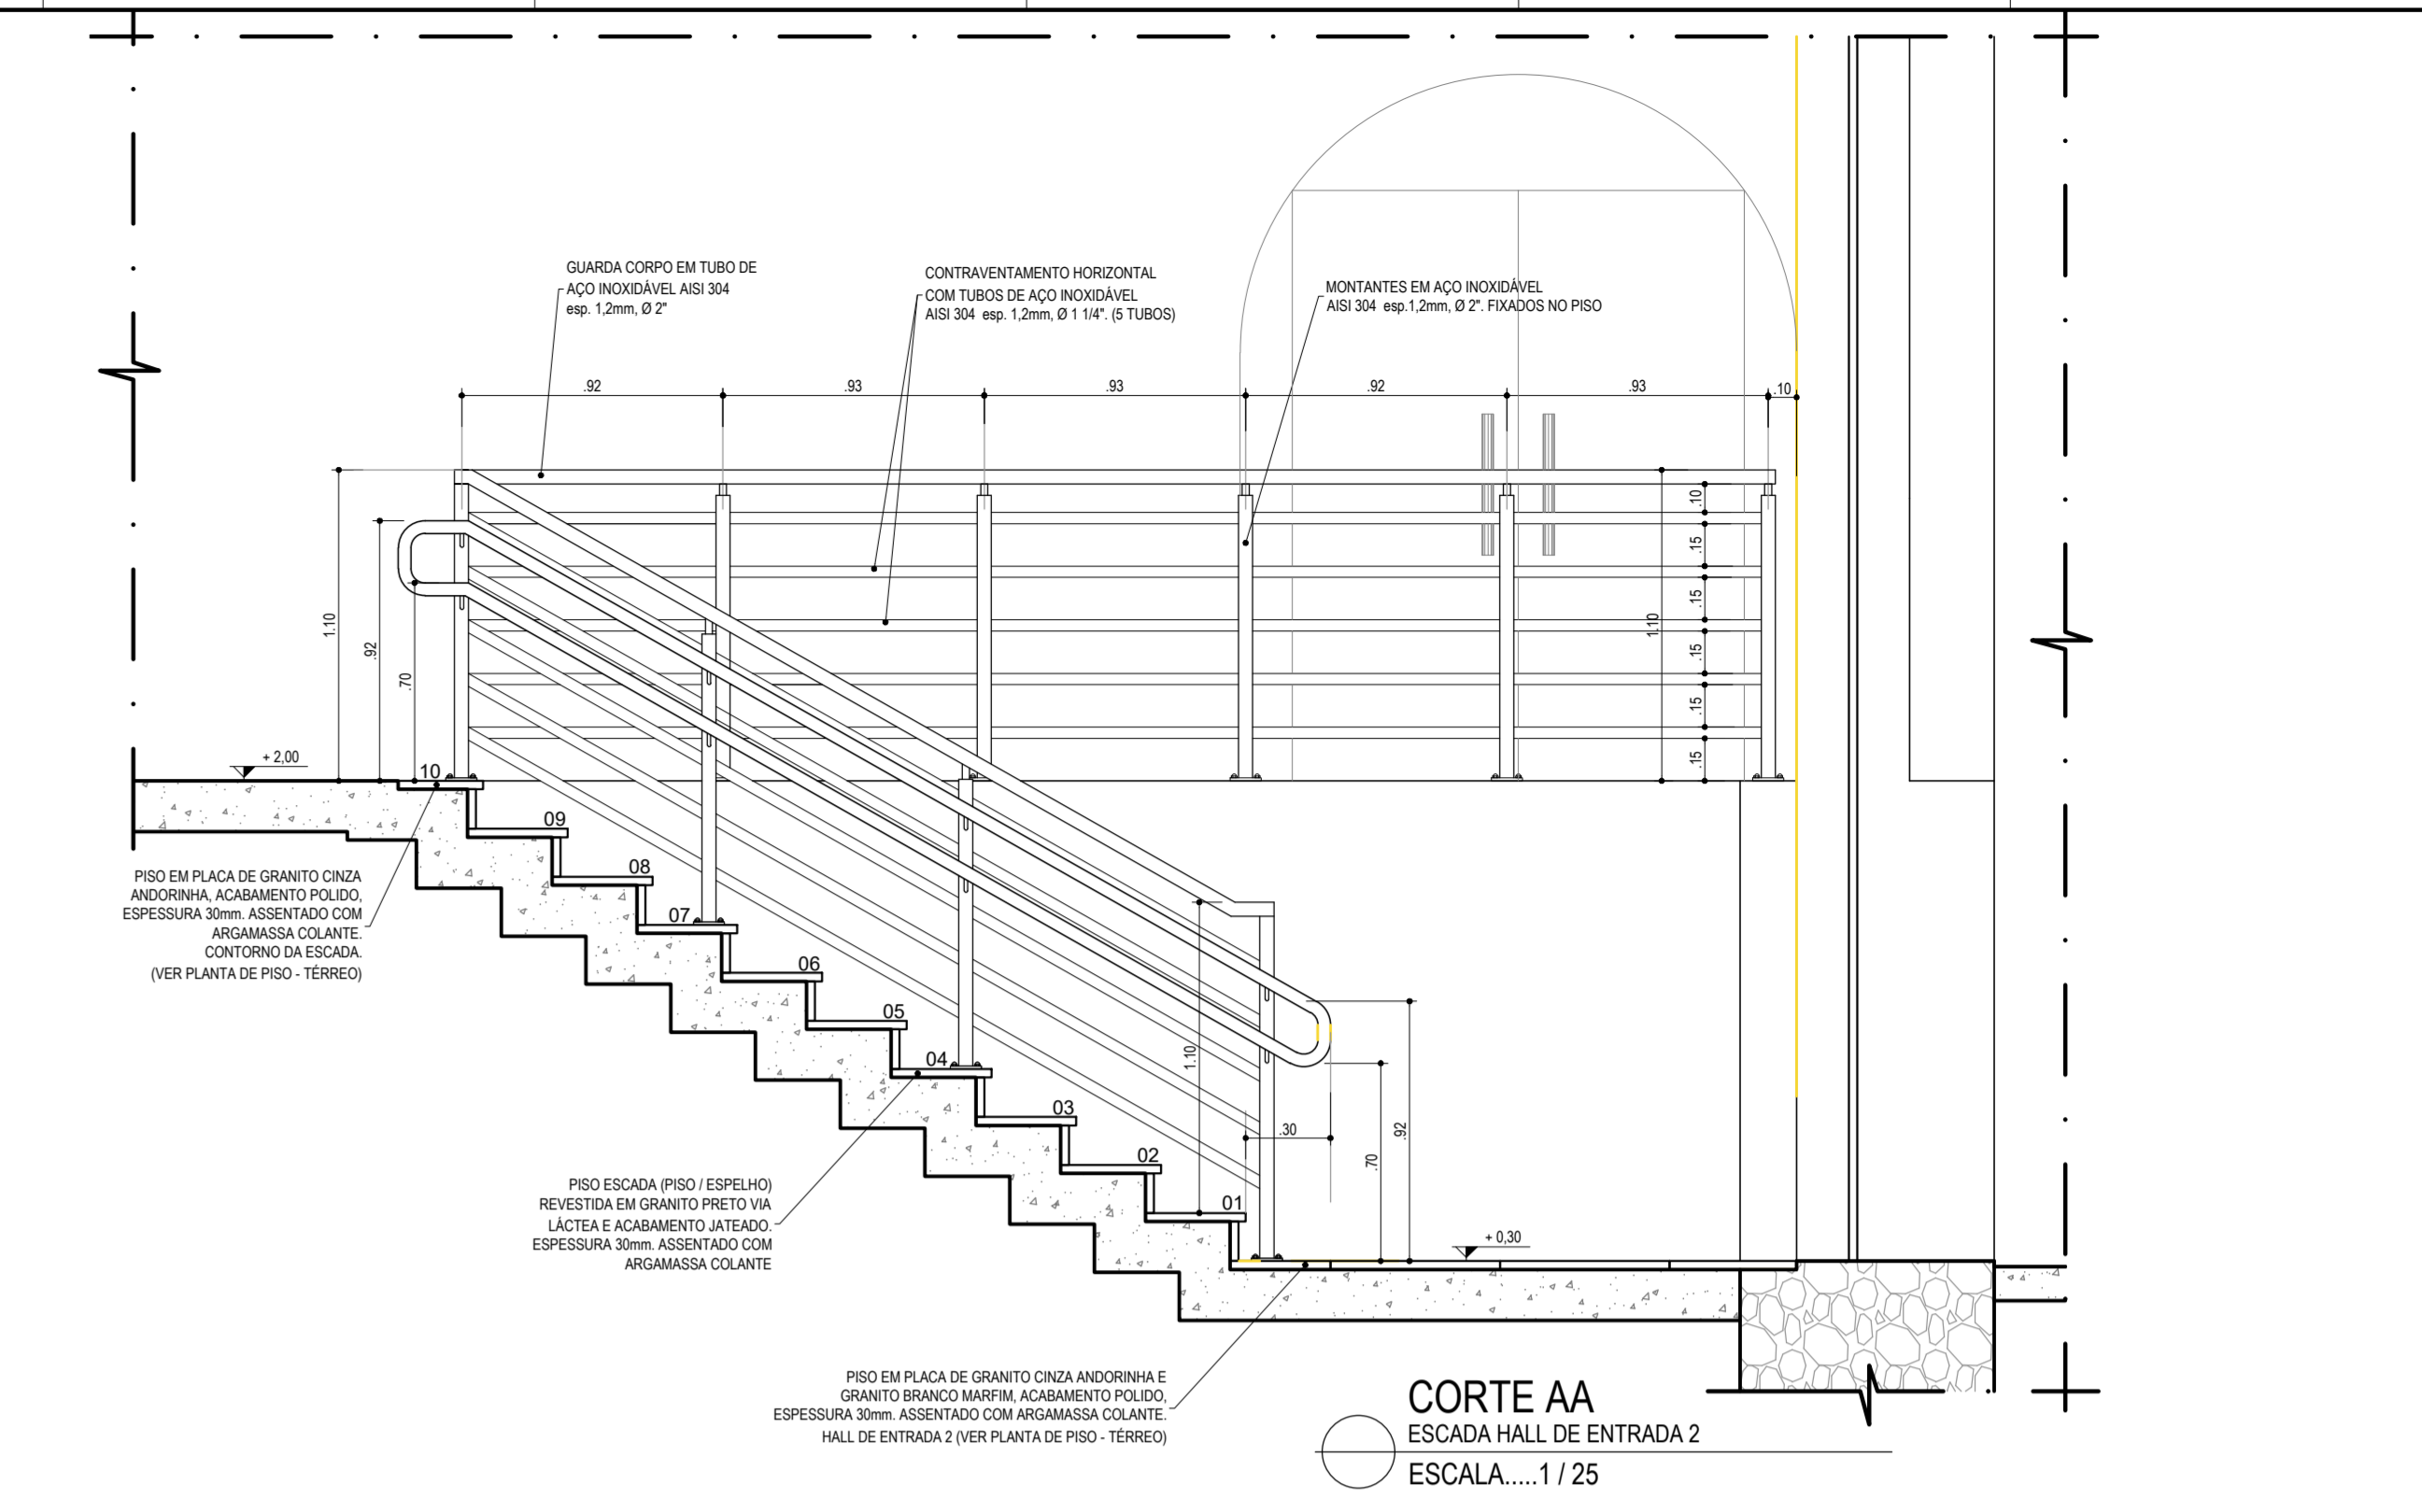 GUARDA CORPO EM TUBO DE
AÇO INOXIDÁVEL AISI 304
esp. 1,2mm, Ø 2"
CONTRAVENTAMENTO HORIZONTAL
COM TUBOS DE AÇO INOXIDÁVEL
AISI 304 esp. 1,2mm, Ø 1 1/4". (5 TUBOS)
MONTANTES EM AÇO INOXIDÁVEL
AISI 304 esp.1,2mm, Ø 2". FIXADOS NO PISO
.92
.93
.93
.92
.93
.10
1.10
.92
.70
1.10
.10
.15
.15
.15
.15
.15
+ 2,00
10
09
08
07
06
05
04
03
02
01
PISO EM PLACA DE GRANITO CINZA
ANDORINHA, ACABAMENTO POLIDO,
ESPESSURA 30mm. ASSENTADO COM
ARGAMASSA COLANTE.
CONTORNO DA ESCADA.
(VER PLANTA DE PISO - TÉRREO)
1.10
.30
.70
.92
+ 0,30
PISO ESCADA (PISO / ESPELHO)
REVESTIDA EM GRANITO PRETO VIA
LÁCTEA E ACABAMENTO JATEADO.
ESPESSURA 30mm. ASSENTADO COM
ARGAMASSA COLANTE
PISO EM PLACA DE GRANITO CINZA ANDORINHA E
GRANITO BRANCO MARFIM, ACABAMENTO POLIDO,
ESPESSURA 30mm. ASSENTADO COM ARGAMASSA COLANTE.
HALL DE ENTRADA 2 (VER PLANTA DE PISO - TÉRREO)
CORTE AA
ESCADA HALL DE ENTRADA 2
ESCALA.....1 / 25